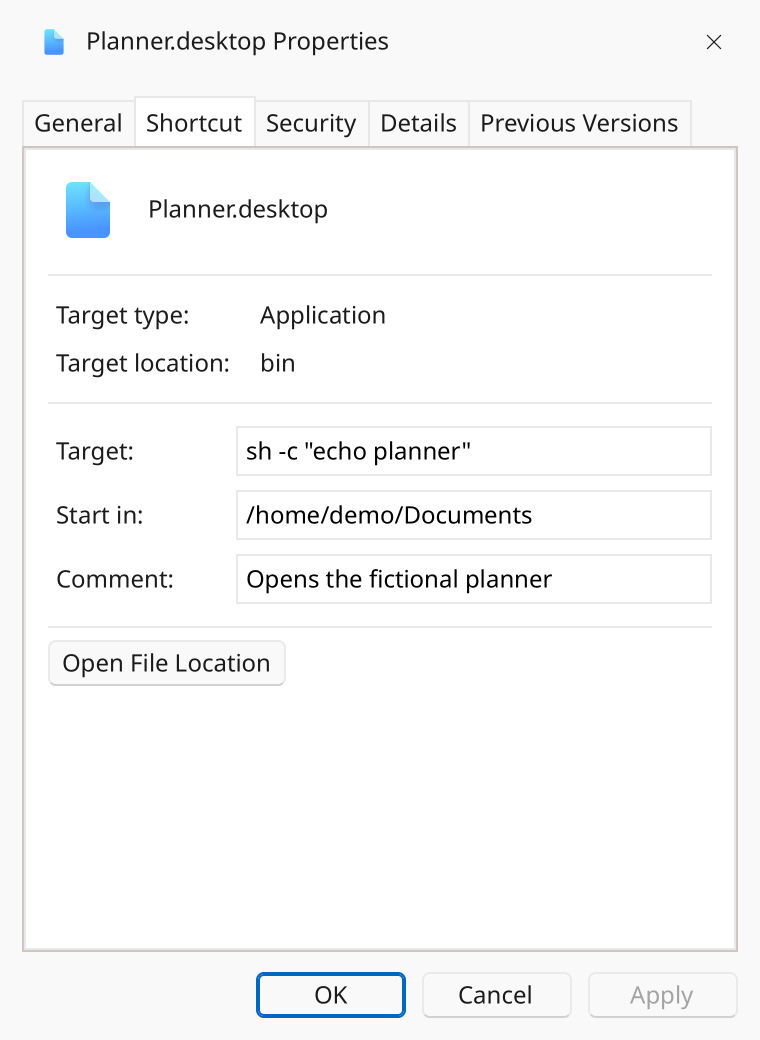 Planner.desktop Properties
General Shortcut Security Details Previous Versions
Planner.desktop
Target type: Application
Target location: bin
Target: sh -c "echo planner"
Start in: /home/demo/Documents
Comment: Opens the fictional planner
Open File Location
OK Cancel Apply